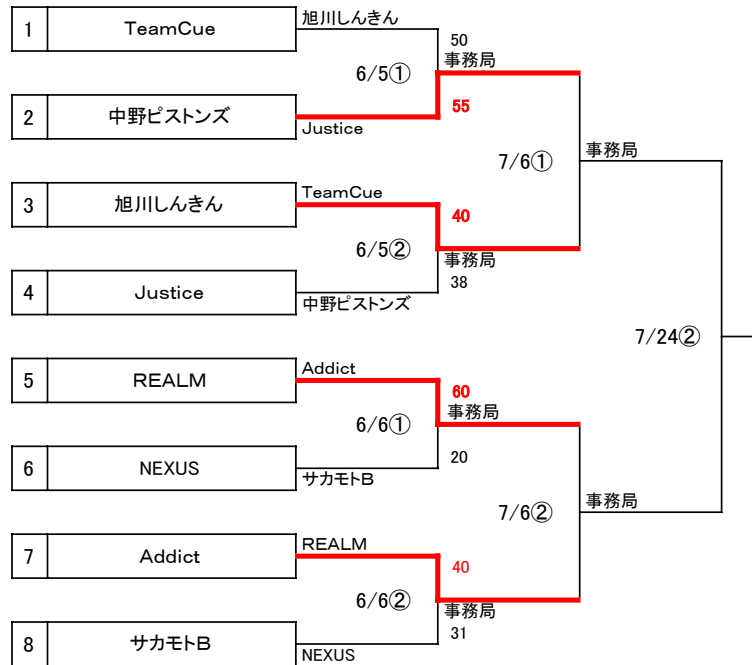 1 TeamCue 旭川しんきん
50
事務局
6/5①
55
2 中野ピストンズ Justice
7/6① 事務局
3 旭川しんきん TeamCue
40
6/5②
事務局
38
4 Justice 中野ピストンズ
7/24②
5 REALM Addict
60
事務局
6/6①
20
6 NEXUS サカモトB
7/6② 事務局
7 Addict REALM
40
6/6②
事務局
31
8 サカモトB NEXUS